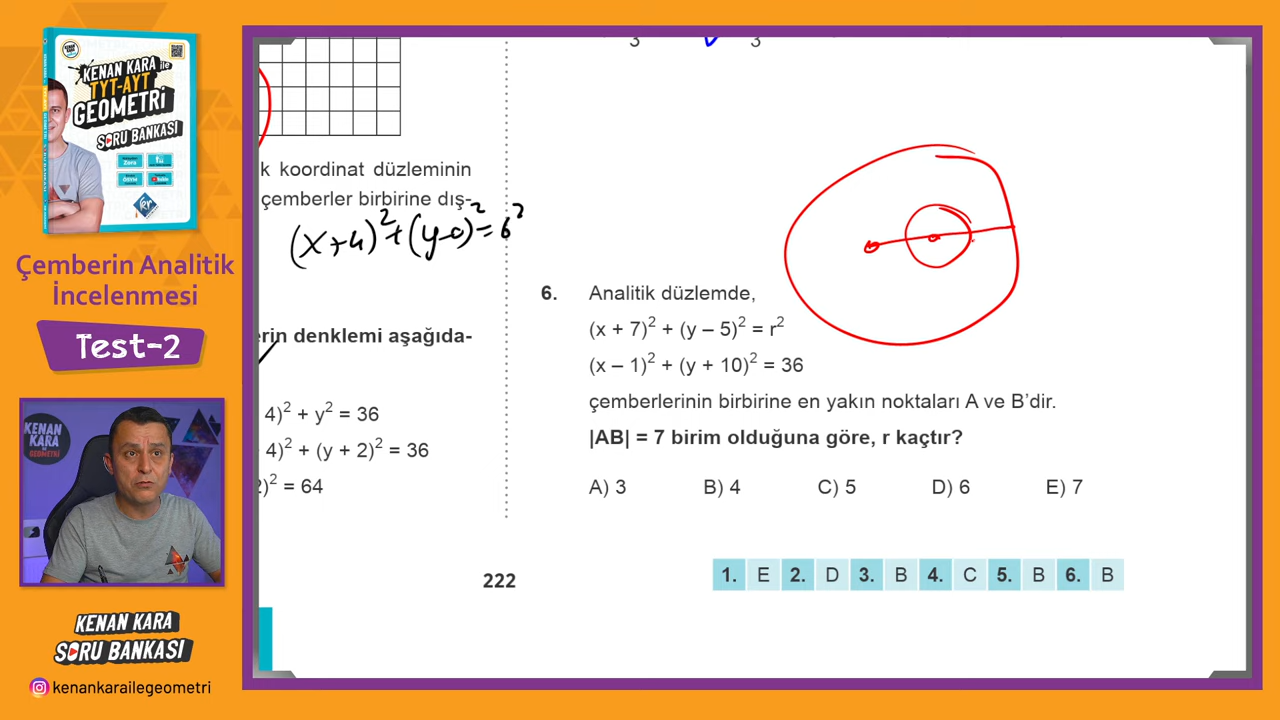 KENAN KARA ile
TYT-AYT
GEOMETRİ
SORU BANKASI
kr
Çemberin Analitik
İncelenmesi
Test-2
KENAN
KARA
GEOMETRİ
KENAN KARA
SORU BANKASI
kenankarailegeometri
k koordinat düzleminin
çemberler birbirine dış-
(x+4)² + (y-0)² = 6²
erin denklemi aşağıda-
4)² + y² = 36
4)² + (y + 2)² = 36
2)² = 64
222
3 3
6. Analitik düzlemde,
(x + 7)² + (y – 5)² = r²
(x – 1)² + (y + 10)² = 36
çemberlerinin birbirine en yakın noktaları A ve B’dir.
|AB| = 7 birim olduğuna göre, r kaçtır?
A) 3 B) 4 C) 5 D) 6 E) 7
1. E 2. D 3. B 4. C 5. B 6. B